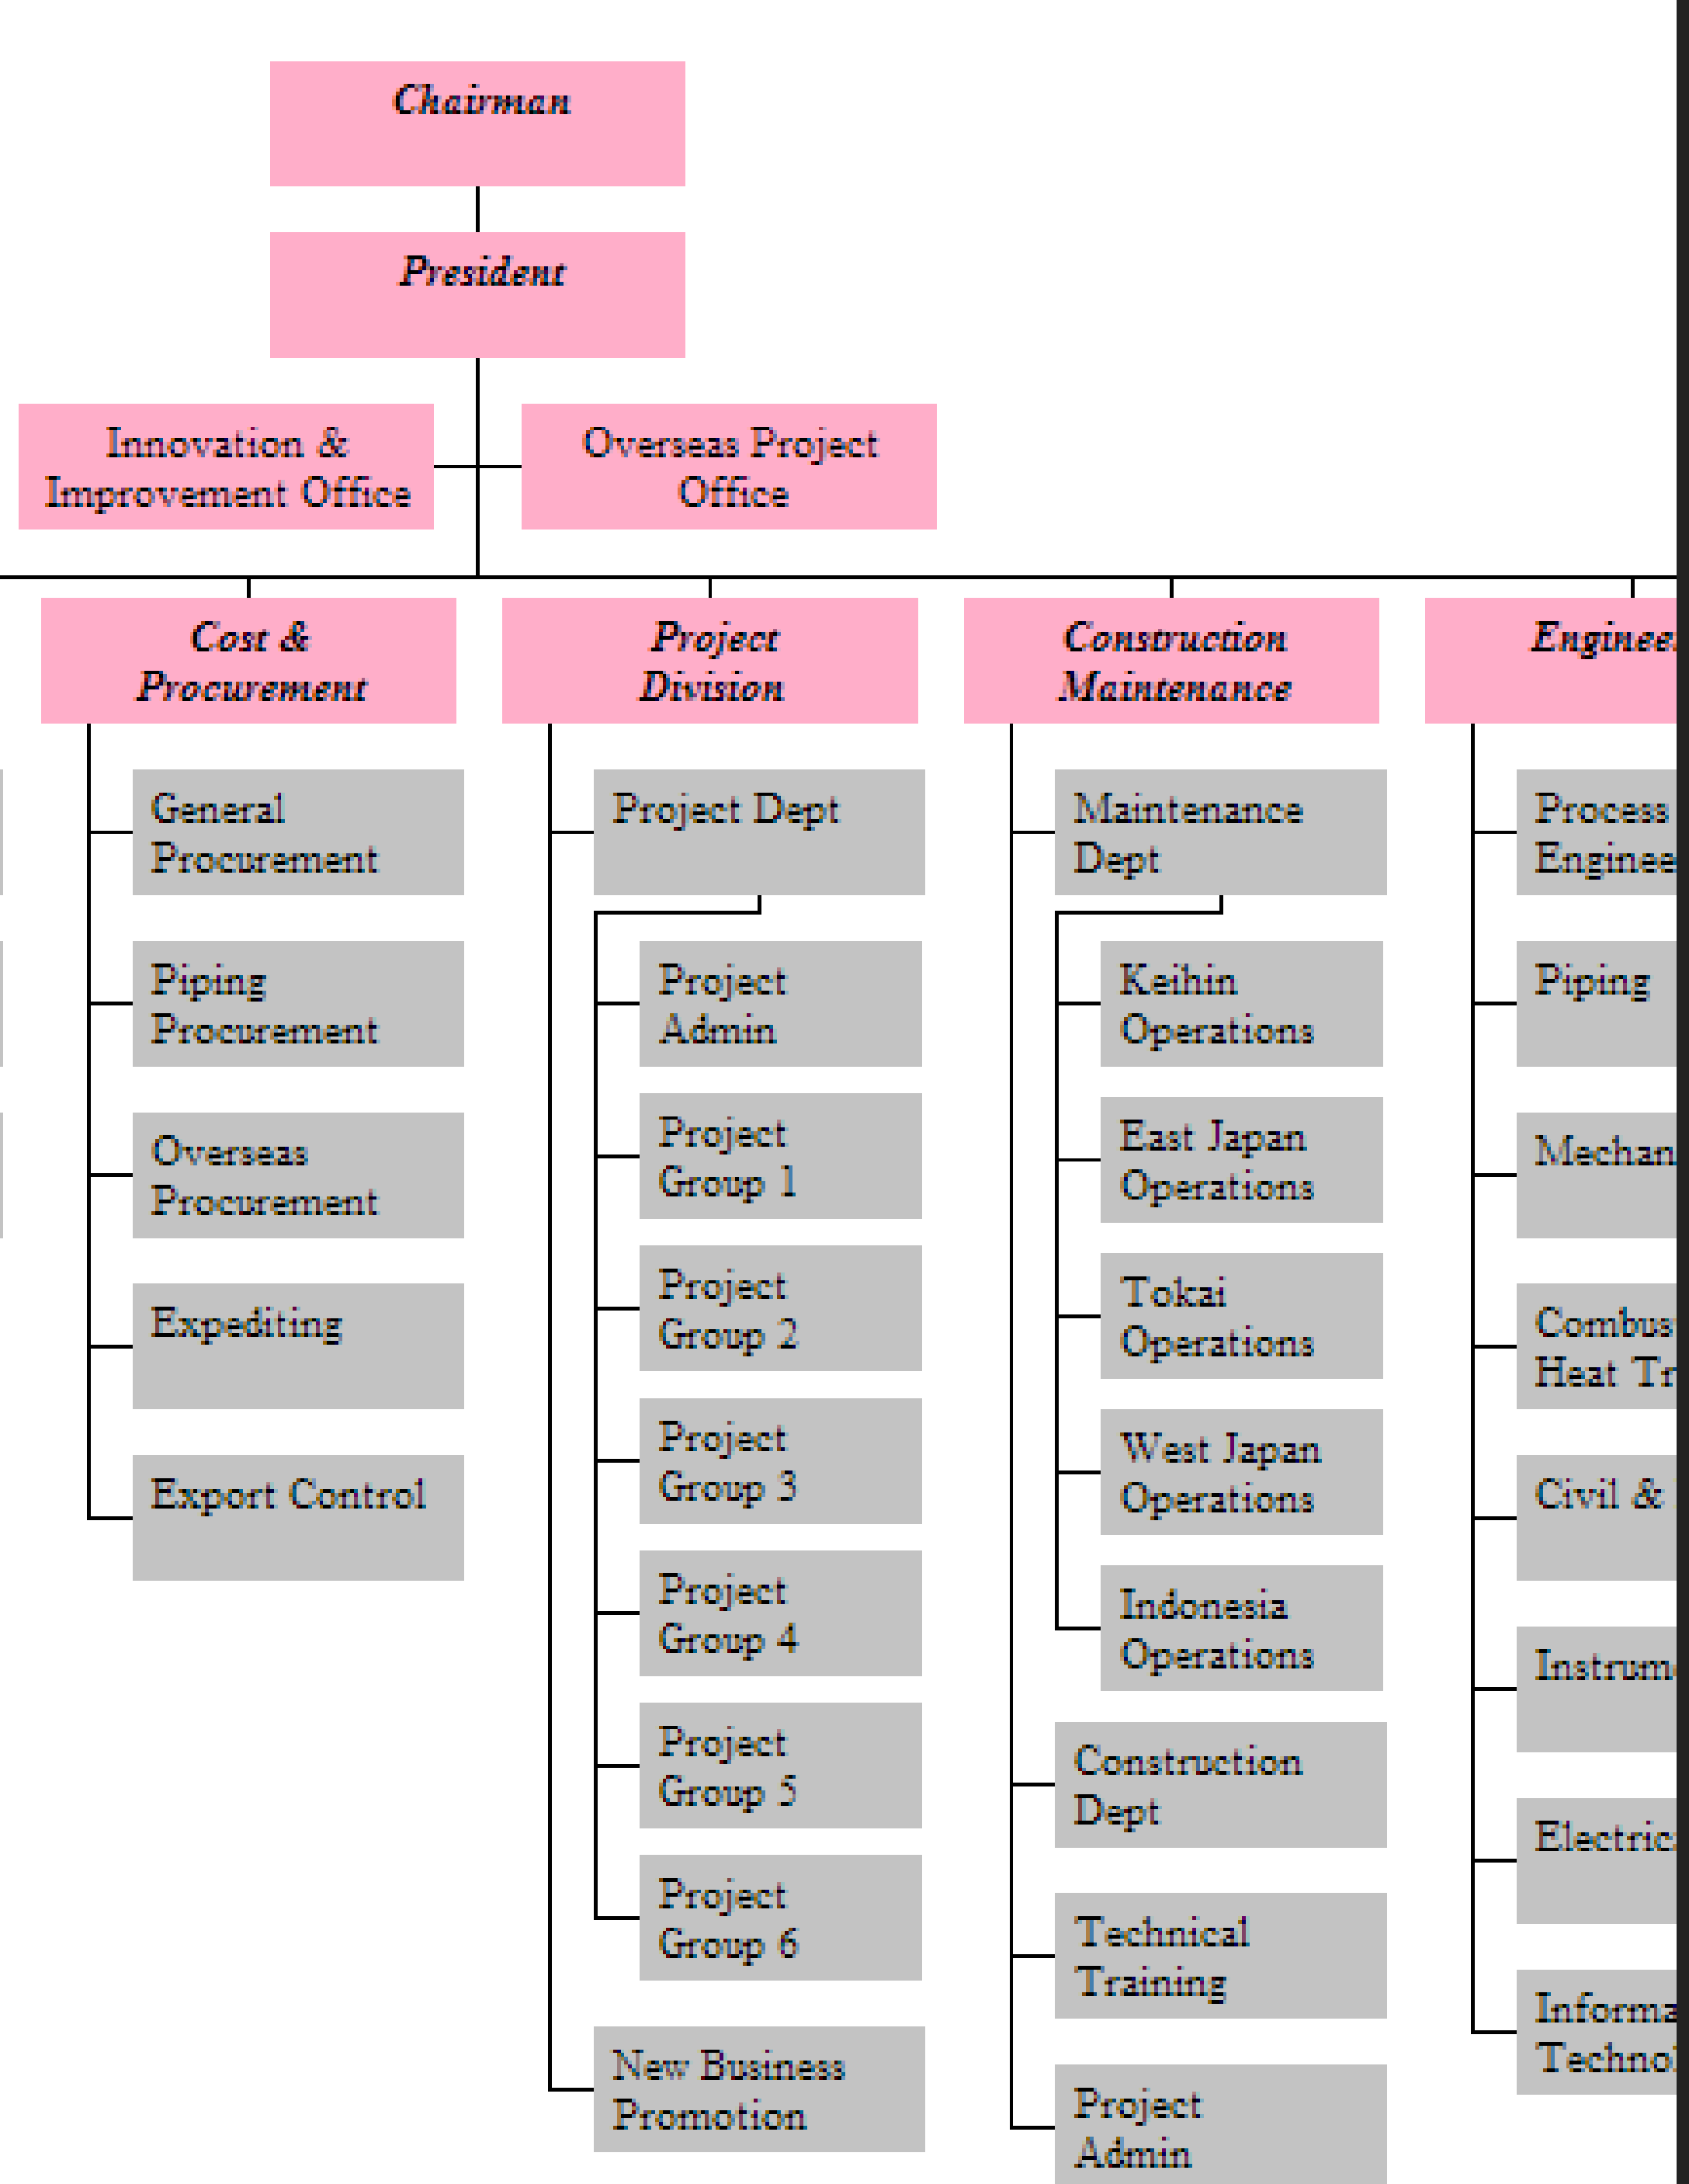 Chairman
President
Innovation &
Improvement Office
Overseas Project
Office
Cost &
Procurement
General
Procurement
Piping
Procurement
Overseas
Procurement
Expediting
Export Control
Project
Division
Project Dept
Project
Admin
Project
Group 1
Project
Group 2
Project
Group 3
Project
Group 4
Project
Group 5
Project
Group 6
New Business
Promotion
Construction
Maintenance
Maintenance
Dept
Keihin
Operations
East Japan
Operations
Tokai
Operations
West Japan
Operations
Indonesia
Operations
Construction
Dept
Technical
Training
Project
Admin
Process
Piping
Heat
Civil &